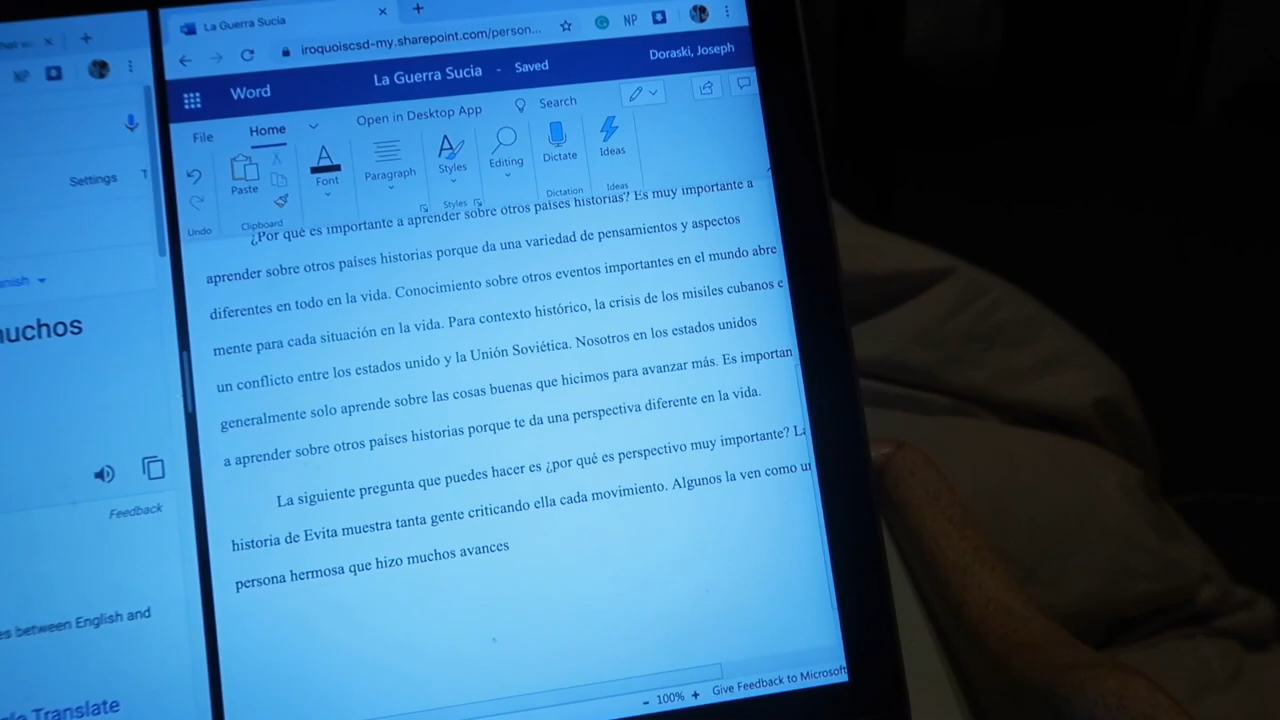 La Guerra Sucia
iroquoiscsd-my.sharepoint.com/person...
NP
NP
Word
La Guerra Sucia - Saved
Doraski, Joseph
File
Home
Open in Desktop App
Search
Undo
Paste
Clipboard
Font
Paragraph
Styles
Styles
Editing
Dictate
Dictation
Ideas
Ideas
Settings
muchos
Feedback
es between English and
Translate
¿Por qué es importante a aprender sobre otros países historias? Es muy importante a
aprender sobre otros países historias porque da una variedad de pensamientos y aspectos
diferentes en todo en la vida. Conocimiento sobre otros eventos importantes en el mundo abre
mente para cada situación en la vida. Para contexto histórico, la crisis de los misiles cubanos e
un conflicto entre los estados unido y la Unión Soviética. Nosotros en los estados unidos
generalmente solo aprende sobre las cosas buenas que hicimos para avanzar más. Es importan
a aprender sobre otros países historias porque te da una perspectiva diferente en la vida.
La siguiente pregunta que puedes hacer es ¿por qué es perspectivo muy importante? La
historia de Evita muestra tanta gente criticando ella cada movimiento. Algunos la ven como un
persona hermosa que hizo muchos avances
- 100% +
Give Feedback to Microsoft